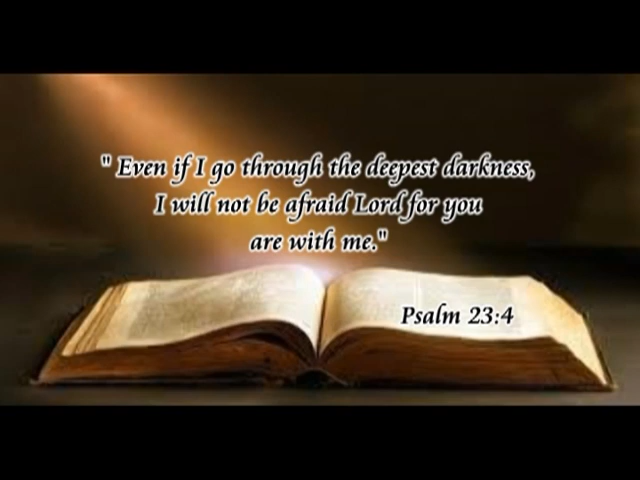 " Even if I go through the deepest darkness,
I will not be afraid Lord for you
are with me."
Psalm 23:4